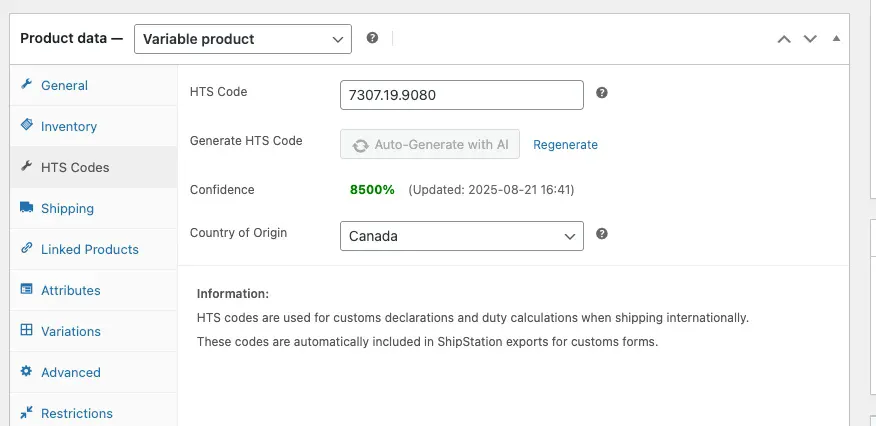 Product data — Variable product
General
Inventory
HTS Codes
Shipping
Linked Products
Attributes
Variations
Advanced
Restrictions
HTS Code 7307.19.9080
Generate HTS Code Auto-Generate with AI Regenerate
Confidence 8500% (Updated: 2025-08-21 16:41)
Country of Origin Canada
Information:
HTS codes are used for customs declarations and duty calculations when shipping internationally.
These codes are automatically included in ShipStation exports for customs forms.